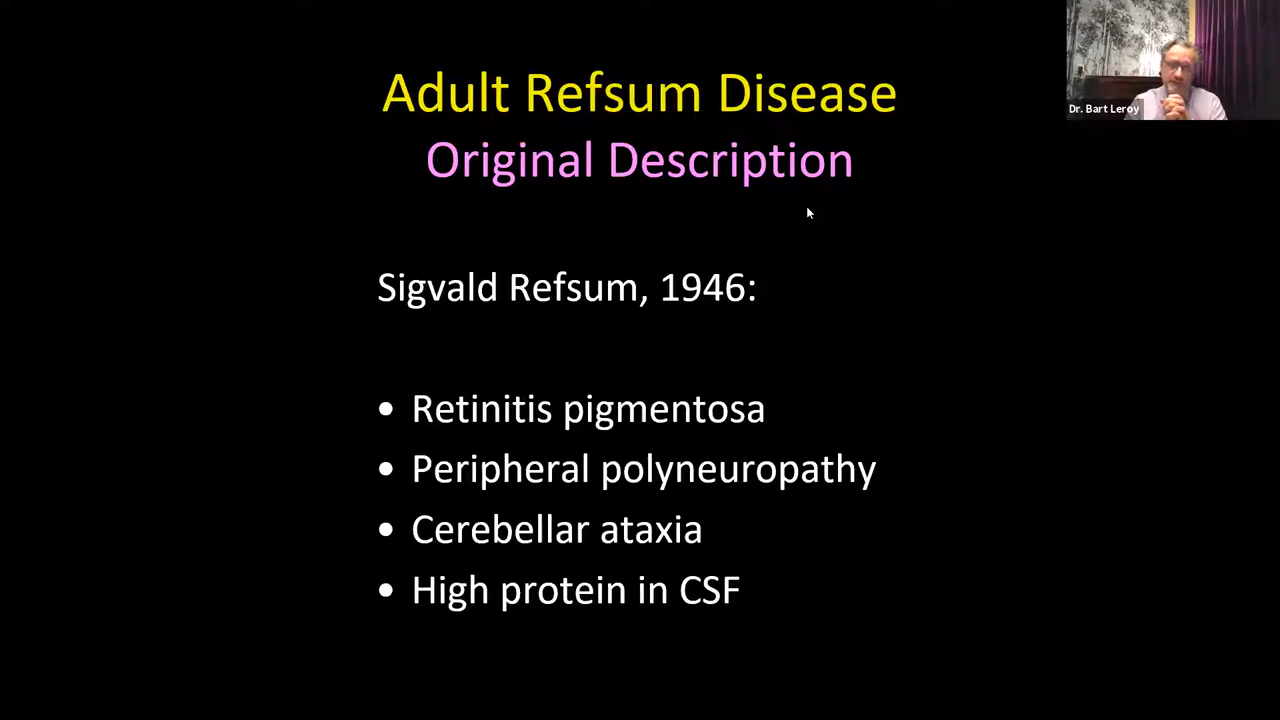 Adult Refsum Disease
Original Description
Dr. Bart Leroy
Sigvald Refsum, 1946:
• Retinitis pigmentosa
• Peripheral polyneuropathy
• Cerebellar ataxia
• High protein in CSF